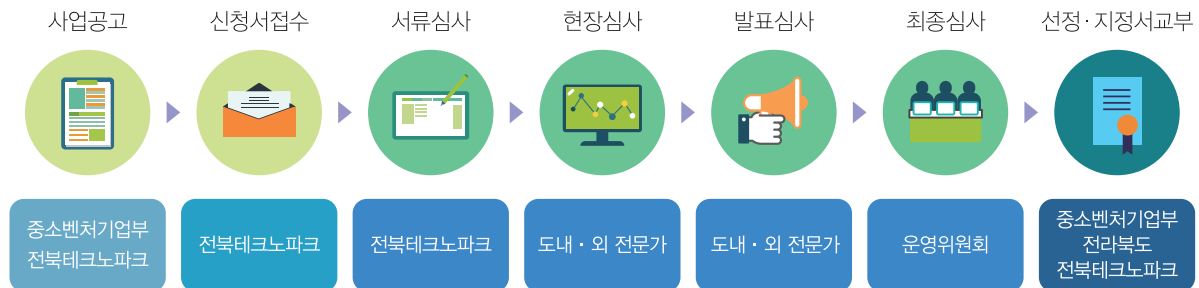 사업공고
신청서접수
서류심사
현장심사
발표심사
최종심사
선정·지정서교부
중소벤처기업부
전북테크노파크
전북테크노파크
전북테크노파크
도내·외 전문가
도내·외 전문가
운영위원회
중소벤처기업부
전라북도
전북테크노파크